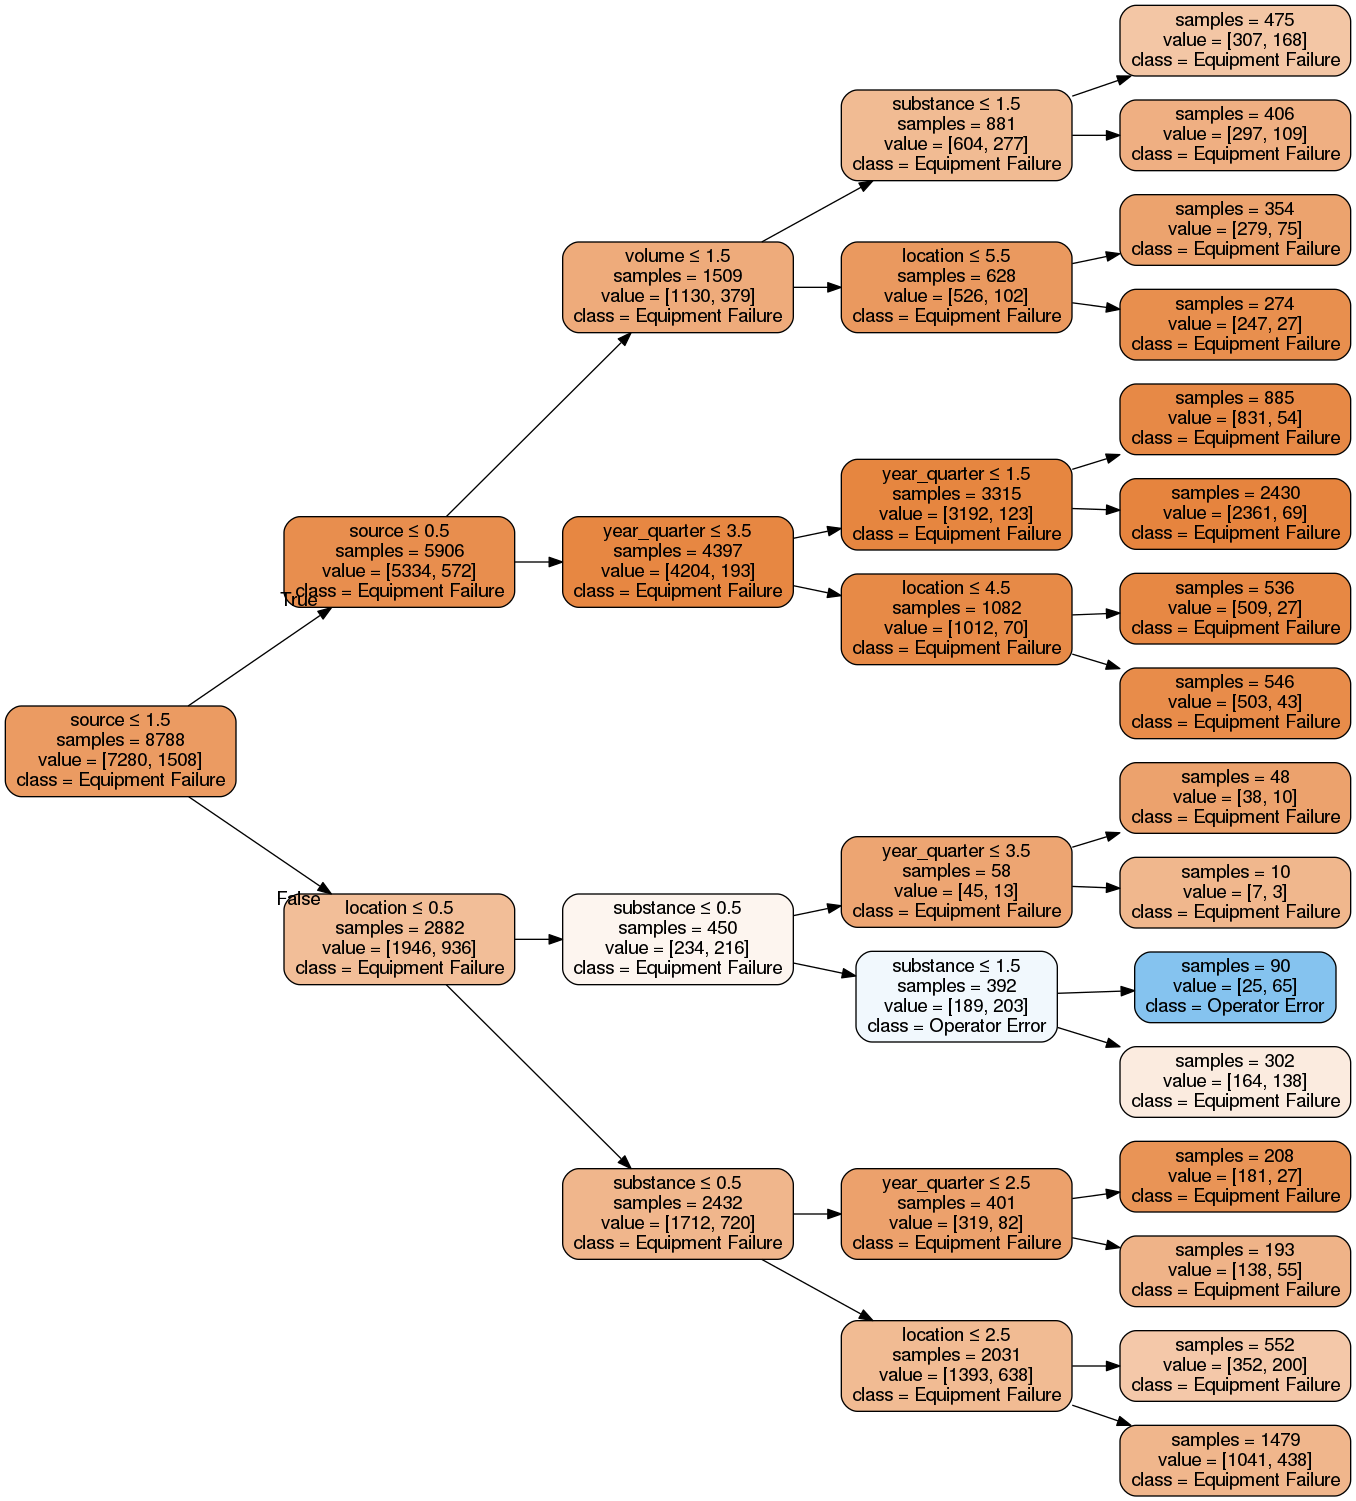 samples = 475
value = [307, 168]
class = Equipment Failure
substance ≤ 1.5
samples = 881
value = [604, 277]
class = Equipment Failure
samples = 406
value = [297, 109]
class = Equipment Failure
samples = 354
value = [279, 75]
class = Equipment Failure
volume ≤ 1.5
samples = 1509
value = [1130, 379]
class = Equipment Failure
location ≤ 5.5
samples = 628
value = [526, 102]
class = Equipment Failure
samples = 274
value = [247, 27]
class = Equipment Failure
samples = 885
value = [831, 54]
class = Equipment Failure
year_quarter ≤ 1.5
samples = 3315
value = [3192, 123]
class = Equipment Failure
samples = 2430
value = [2361, 69]
class = Equipment Failure
source ≤ 0.5
samples = 5906
value = [5334, 572]
class = Equipment Failure
True
year_quarter ≤ 3.5
samples = 4397
value = [4204, 193]
class = Equipment Failure
location ≤ 4.5
samples = 1082
value = [1012, 70]
class = Equipment Failure
samples = 536
value = [509, 27]
class = Equipment Failure
samples = 546
value = [503, 43]
class = Equipment Failure
source ≤ 1.5
samples = 8788
value = [7280, 1508]
class = Equipment Failure
samples = 48
value = [38, 10]
class = Equipment Failure
year_quarter ≤ 3.5
samples = 58
value = [45, 13]
class = Equipment Failure
samples = 10
value = [7, 3]
class = Equipment Failure
False
location ≤ 0.5
samples = 2882
value = [1946, 936]
class = Equipment Failure
substance ≤ 0.5
samples = 450
value = [234, 216]
class = Equipment Failure
substance ≤ 1.5
samples = 392
value = [189, 203]
class = Operator Error
samples = 90
value = [25, 65]
class = Operator Error
samples = 302
value = [164, 138]
class = Equipment Failure
samples = 208
value = [181, 27]
class = Equipment Failure
substance ≤ 0.5
samples = 2432
value = [1712, 720]
class = Equipment Failure
year_quarter ≤ 2.5
samples = 401
value = [319, 82]
class = Equipment Failure
samples = 193
value = [138, 55]
class = Equipment Failure
location ≤ 2.5
samples = 2031
value = [1393, 638]
class = Equipment Failure
samples = 552
value = [352, 200]
class = Equipment Failure
samples = 1479
value = [1041, 438]
class = Equipment Failure